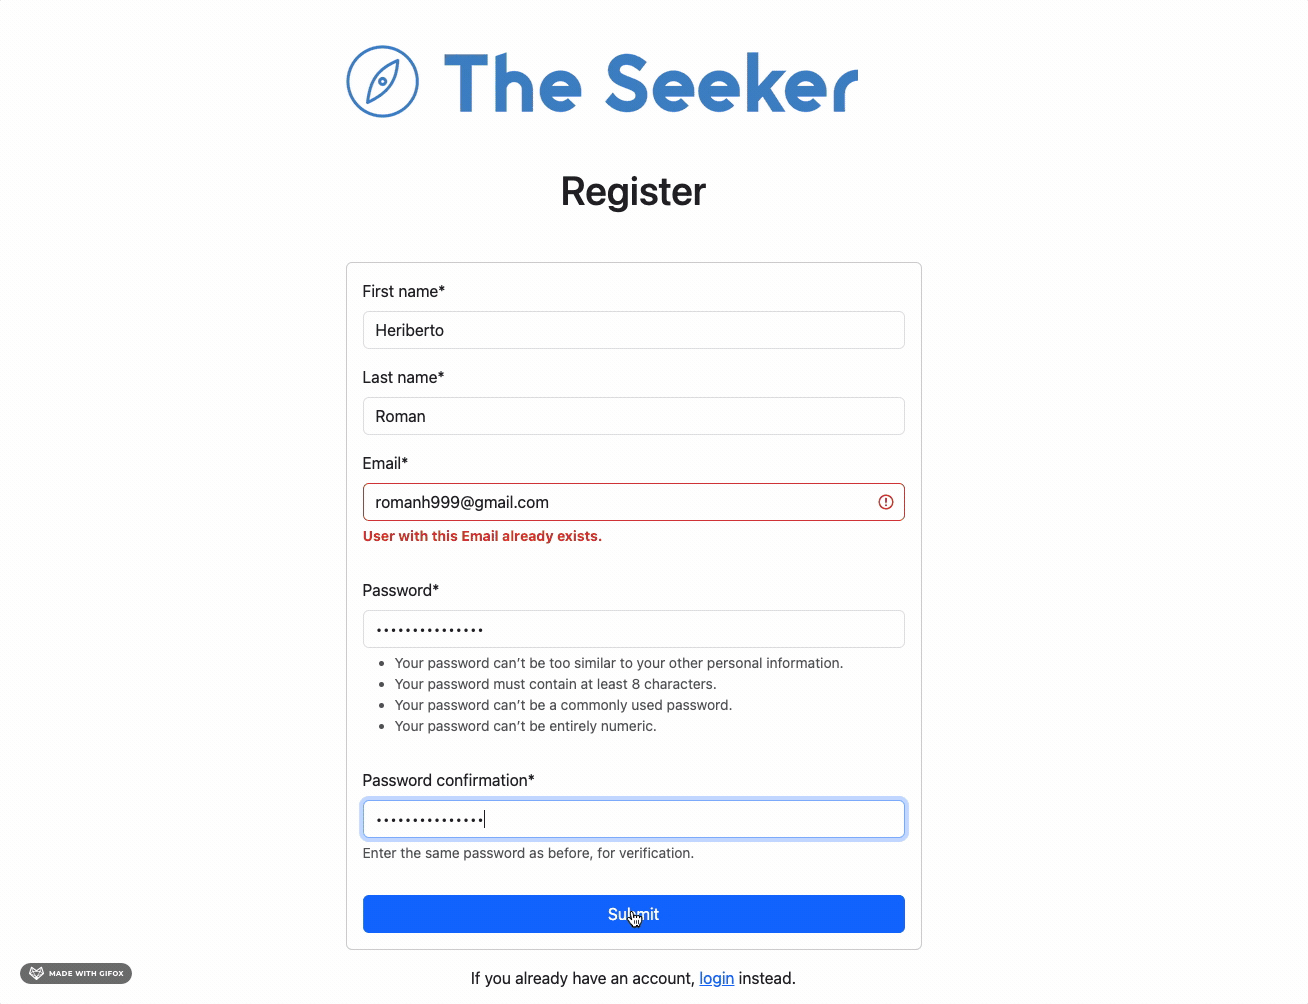 The Seeker
Register
First name*
Heriberto
Last name*
Roman
Email*
romanh999@gmail.com
User with this Email already exists.
Password*
•••••••••••••••
• Your password can't be too similar to your other personal information.
• Your password must contain at least 8 characters.
• Your password can't be a commonly used password.
• Your password can't be entirely numeric.
Password confirmation*
•••••••••••••••
Enter the same password as before, for verification.
Submit
MADE WITH GIFOX
If you already have an account, login instead.